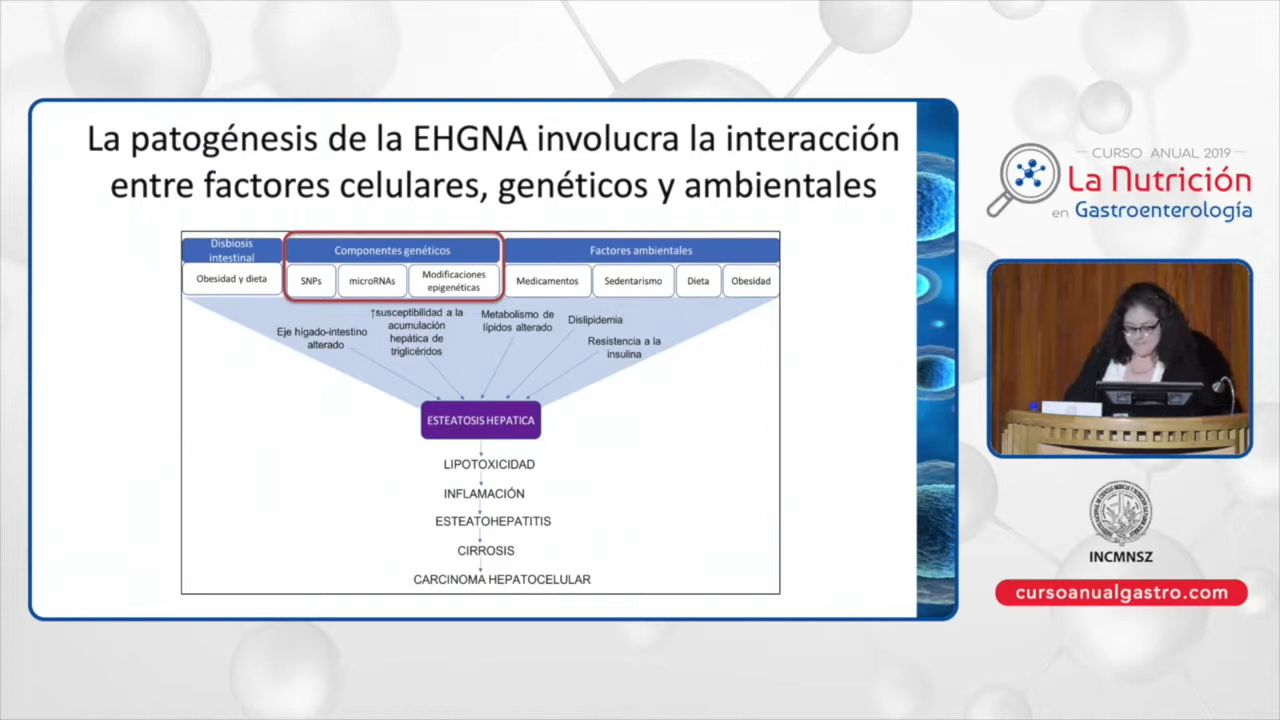 La patogénesis de la EHGNA involucra la interacción
entre factores celulares, genéticos y ambientales
Disbiosis
intestinal
Componentes genéticos
Factores ambientales
Obesidad y dieta
SNPs
microRNAs
Modificaciones
epigenéticas
Medicamentos
Sedentarismo
Dieta
Obesidad
Eje hígado-intestino
alterado
↑susceptibilidad a la
acumulación
hepática de
triglicéridos
Metabolismo de
lípidos alterado
Dislipidemia
Resistencia a la
insulina
ESTEATOSIS HEPATICA
LIPOTOXICIDAD
INFLAMACIÓN
ESTEATOHEPATITIS
CIRROSIS
CARCINOMA HEPATOCELULAR
CURSO ANUAL 2019
La Nutrición
en Gastroenterología
INCMNSZ
cursoanualgastro.com